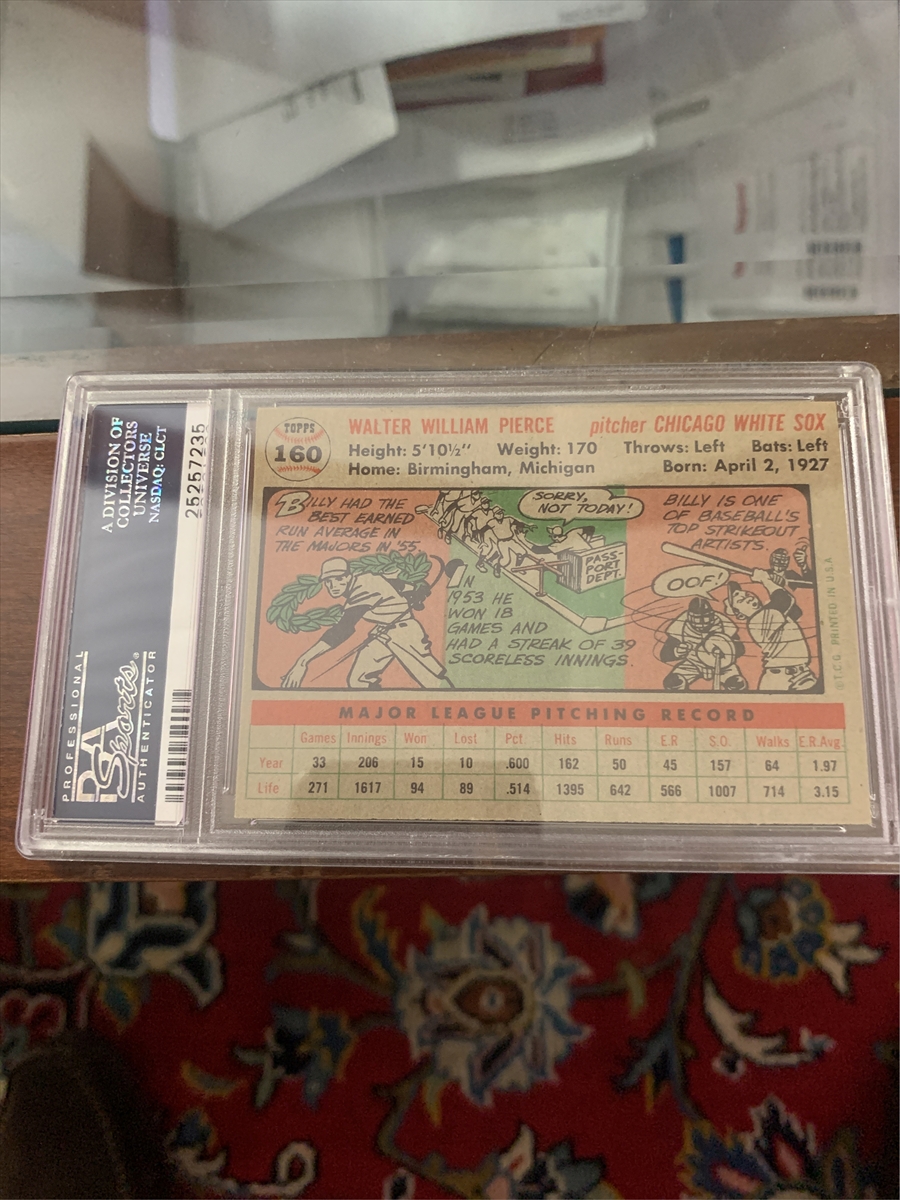 A DIVISION OF
COLLECTORS
UNIVERSE
NASDAQ: CLCT
25257235
PROFESSIONAL
PSA
Sports®
AUTHENTICATOR
TOPPS
160
WALTER WILLIAM PIERCE pitcher CHICAGO WHITE SOX
Height: 5'10½" Weight: 170 Throws: Left Bats: Left
Home: Birmingham, Michigan Born: April 2, 1927
BILLY HAD THE
BEST EARNED
RUN AVERAGE IN
THE MAJORS IN '55.
SORRY,
NOT TODAY!
PASS-
PORT
DEPT.
IN
1953 HE
WON 18
GAMES AND
HAD A STREAK OF 39
SCORELESS INNINGS
BILLY IS ONE
OF BASEBALL'S
TOP STRIKEOUT
ARTISTS.
OOF!
©T.C.G. PRINTED IN U.S.A
MAJOR LEAGUE PITCHING RECORD
Games Innings Won Lost Pct. Hits Runs E.R S.O. Walks E.R.Avg.
Year 33 206 15 10 .600 162 50 45 157 64 1.97
Life 271 1617 94 89 .514 1395 642 566 1007 714 3.15